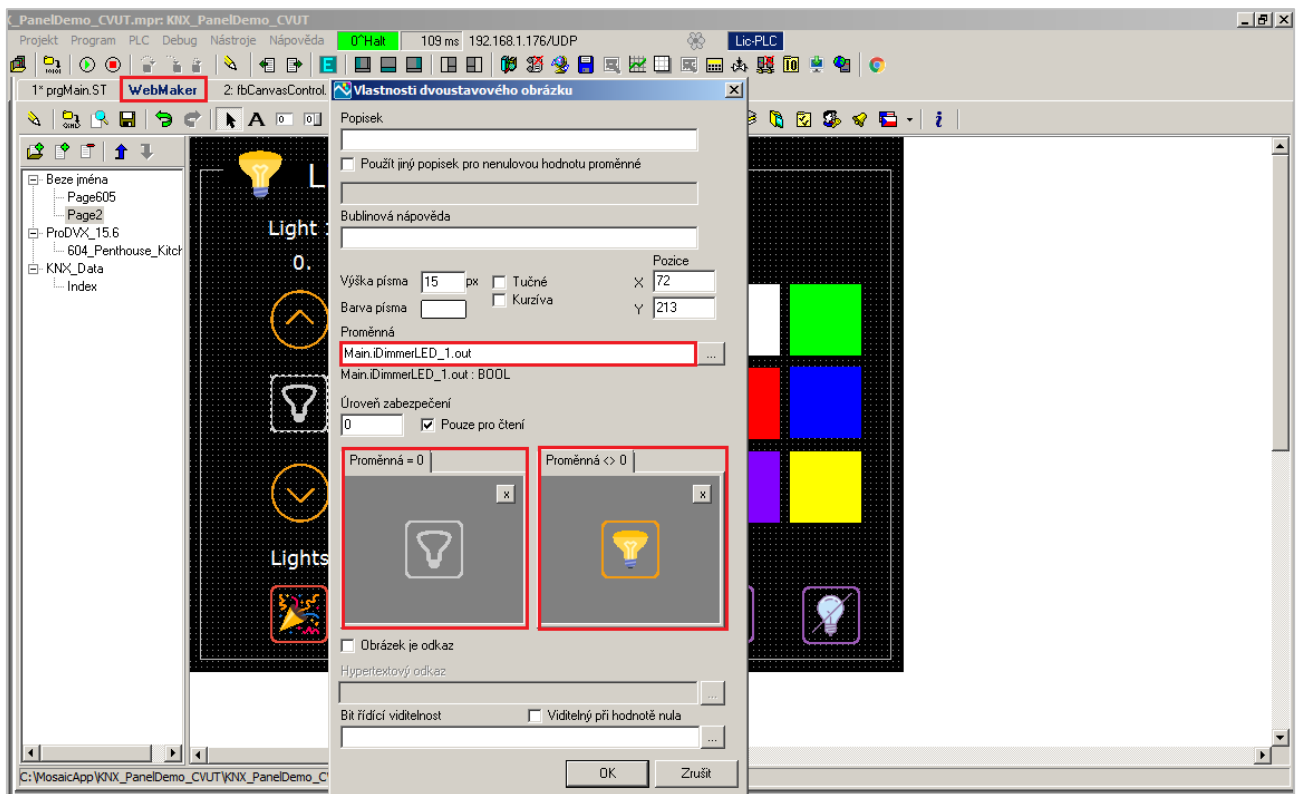 (_PanelDemo_CVUT.mpr: KNX_PanelDemo_CVUT
Projekt Program PLC Debug Nástroje Nápověda 0^Halt 109 ms 192.168.1.176/UDP Lic-PLC
1* prgMain.ST WebMaker 2: fbCanvasControl. Vlastnosti dvoustavového obrázku x
Popisek
Použít jiný popisek pro nenulovou hodnotu proměnné
Bublinová nápověda
Beze jména
Page605
Page2
ProDVX_15.6
604_Penthouse_Kitch
KNX_Data
Index
L
Light
0.
Lights
Pozice
Výška písma 15 px Tučné X 72
Barva písma Kurzíva Y 213
Proměnná
Main.iDimmerLED_1.out ...
Main.iDimmerLED_1.out : BOOL
Úroveň zabezpečení
0 Pouze pro čtení
Proměnná = 0 Proměnná <> 0
x x
Obrázek je odkaz
Hypertextový odkaz
...
Bit řídící viditelnost Viditelný při hodnotě nula
...
OK Zrušit
C:\MosaicApp\KNX_PanelDemo_CVUT\KNX_PanelDemo_C